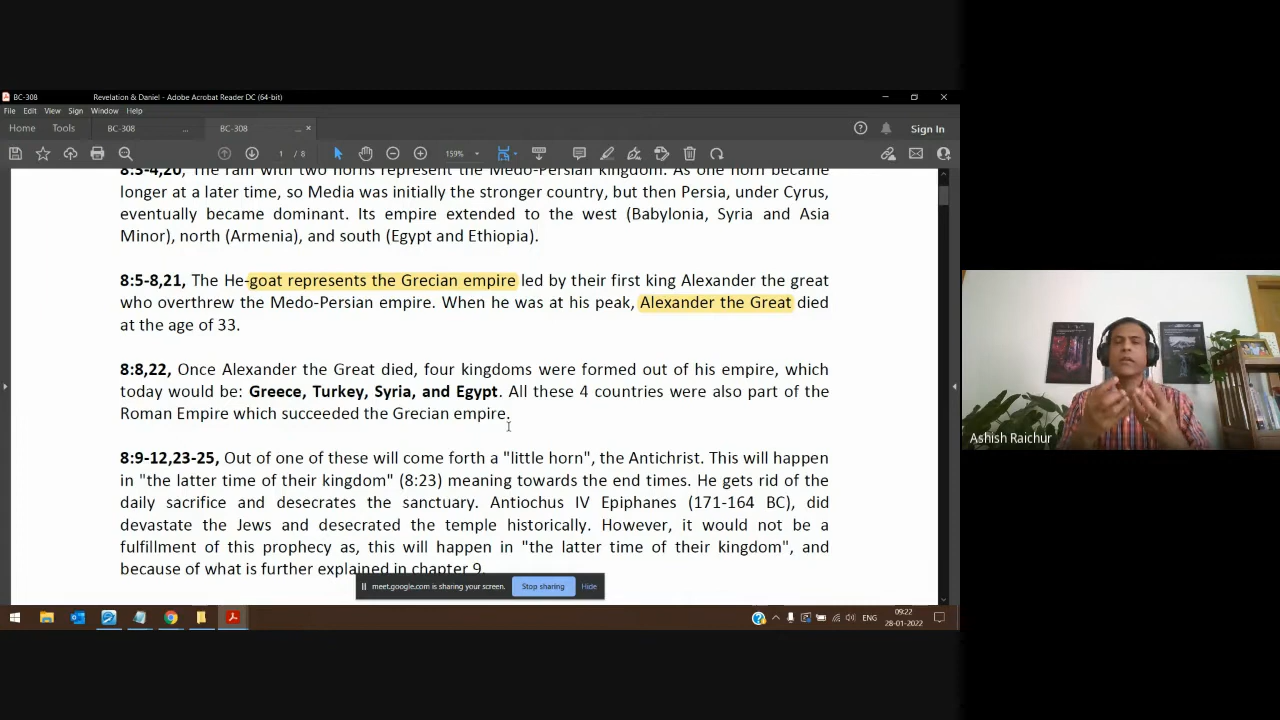 BC-308
Revelation & Daniel - Adobe Acrobat Reader DC (64-bit)
File Edit View Sign Window Help
Home Tools BC-308 ... BC-308 ... ×
Sign In
1 / 8 159%
8:3-4,20, The ram with two horns represent the Medo-Persian kingdom. As one horn became
longer at a later time, so Media was initially the stronger country, but then Persia, under Cyrus,
eventually became dominant. Its empire extended to the west (Babylonia, Syria and Asia
Minor), north (Armenia), and south (Egypt and Ethiopia).
8:5-8,21, The He-goat represents the Grecian empire led by their first king Alexander the great
who overthrew the Medo-Persian empire. When he was at his peak, Alexander the Great died
at the age of 33.
8:8,22, Once Alexander the Great died, four kingdoms were formed out of his empire, which
today would be: Greece, Turkey, Syria, and Egypt. All these 4 countries were also part of the
Roman Empire which succeeded the Grecian empire.
8:9-12,23-25, Out of one of these will come forth a "little horn", the Antichrist. This will happen
in "the latter time of their kingdom" (8:23) meaning towards the end times. He gets rid of the
daily sacrifice and desecrates the sanctuary. Antiochus IV Epiphanes (171-164 BC), did
devastate the Jews and desecrated the temple historically. However, it would not be a
fulfillment of this prophecy as, this will happen in "the latter time of their kingdom", and
because of what is further explained in chapter 9.
meet.google.com is sharing your screen. Stop sharing Hide
ENG
09:22
28-01-2022
Ashish Raichur